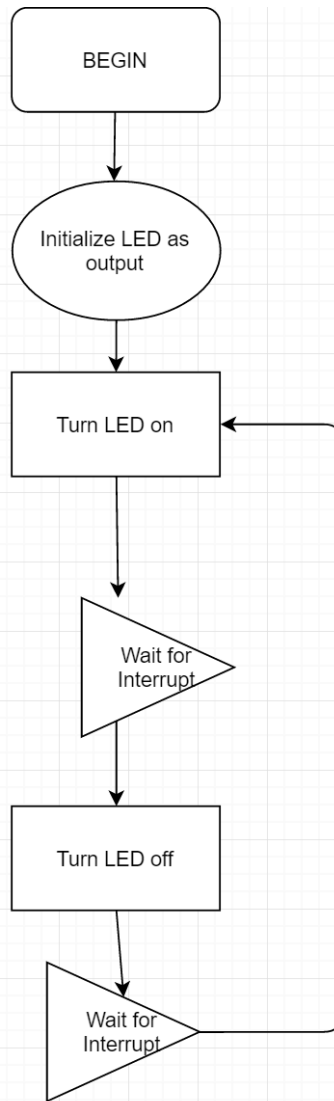 BEGIN
Initialize LED as
output
Turn LED on
Wait for
Interrupt
Turn LED off
Wait for
Interrupt